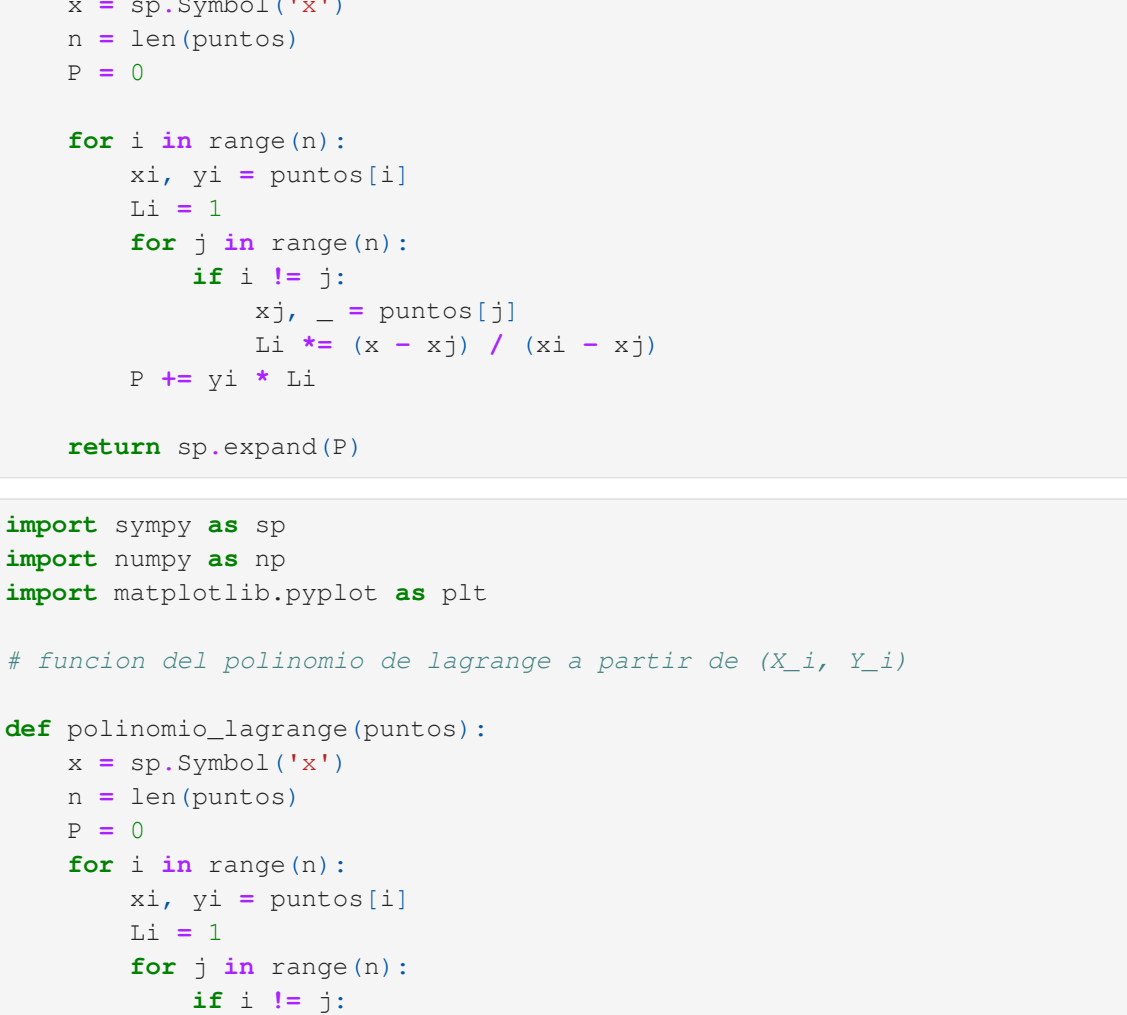 x = sp.Symbol('x')
    n = len(puntos)
    P = 0

    for i in range(n):
        xi, yi = puntos[i]
        Li = 1
        for j in range(n):
            if i != j:
                xj, _ = puntos[j]
                Li *= (x - xj) / (xi - xj)
        P += yi * Li

    return sp.expand(P)

import sympy as sp
import numpy as np
import matplotlib.pyplot as plt

# funcion del polinomio de lagrange a partir de (X_i, Y_i)

def polinomio_lagrange(puntos):
    x = sp.Symbol('x')
    n = len(puntos)
    P = 0
    for i in range(n):
        xi, yi = puntos[i]
        Li = 1
        for j in range(n):
            if i != j: